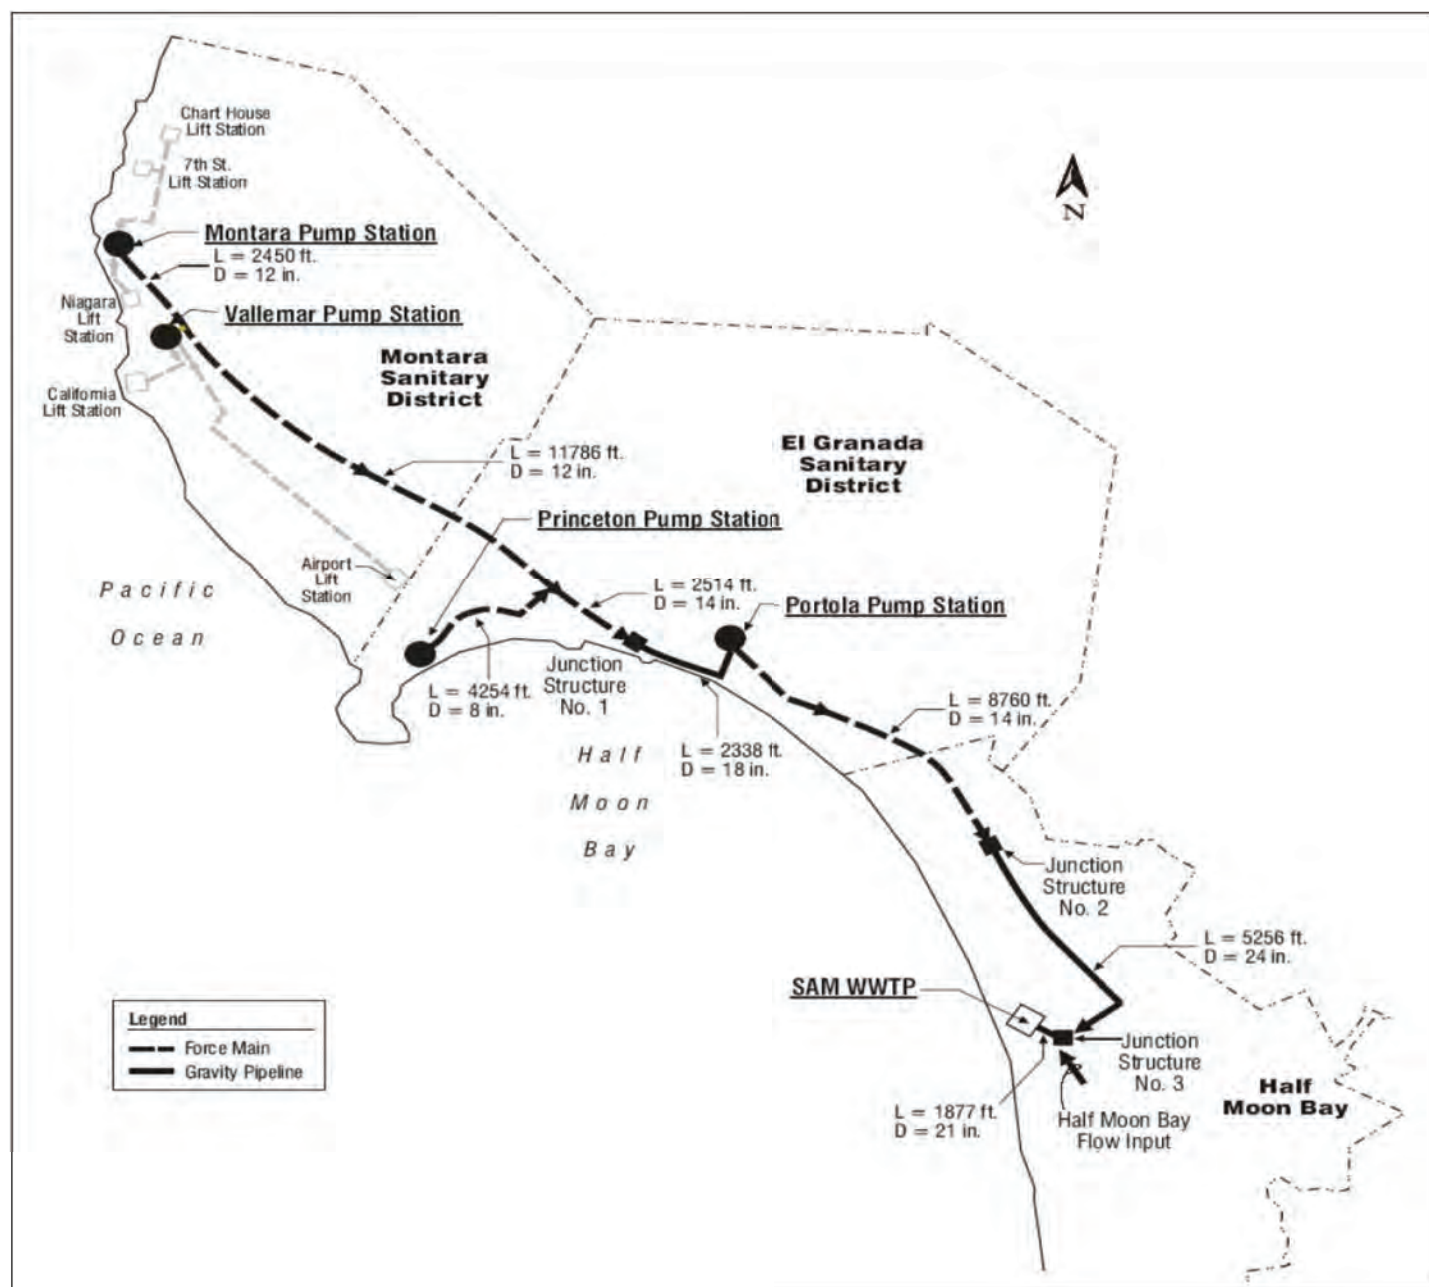 Chart House
Lift Station
7th St.
Lift Station
N
Montara Pump Station
L = 2450 ft.
D = 12 in.
Niagara
Lift
Station
Vallemar Pump Station
Montara
Sanitary
District
California
Lift Station
L = 11786 ft.
D = 12 in.
El Granada
Sanitary
District
Princeton Pump Station
Airport
Lift
Station
Pacific
Ocean
L = 2514 ft.
D = 14 in.
Portola Pump Station
Junction
Structure
No. 1
L = 4254 ft.
D = 8 in.
L = 8760 ft.
D = 14 in.
L = 2338 ft.
D = 18 in.
Half
Moon
Bay
Junction
Structure
No. 2
L = 5256 ft.
D = 24 in.
SAM WWTP
Legend
Force Main
Gravity Pipeline
Junction
Structure
No. 3
Half
Moon Bay
L = 1877 ft.
D = 21 in.
Half Moon Bay
Flow Input